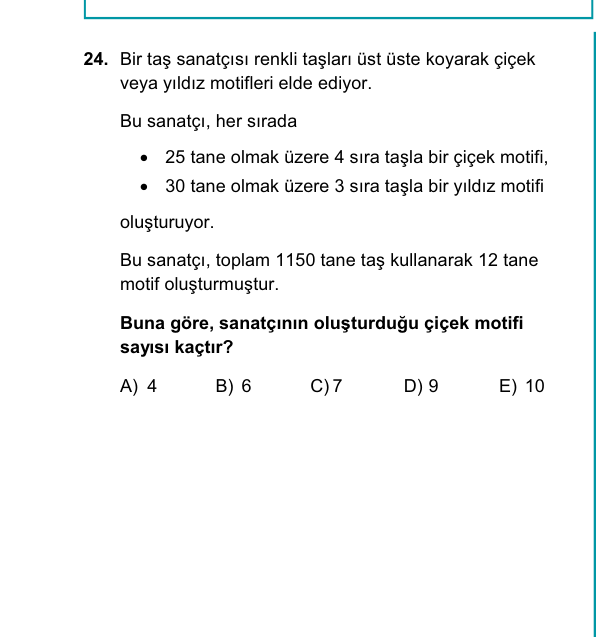 24. Bir taş sanatçısı renkli taşları üst üste koyarak çiçek
veya yıldız motifleri elde ediyor.
Bu sanatçı, her sırada
• 25 tane olmak üzere 4 sıra taşla bir çiçek motifi,
• 30 tane olmak üzere 3 sıra taşla bir yıldız motifi
oluşturuyor.
Bu sanatçı, toplam 1150 tane taş kullanarak 12 tane
motif oluşturmuştur.
Buna göre, sanatçının oluşturduğu çiçek motifi
sayısı kaçtır?
A) 4 B) 6 C) 7 D) 9 E) 10